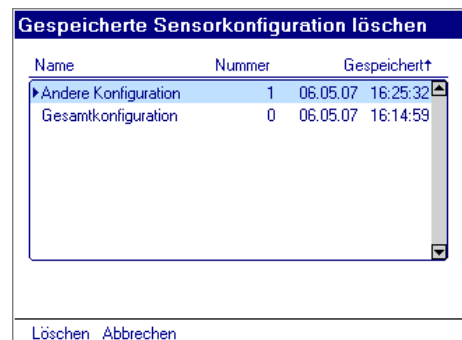 Gespeicherte Sensorkonfiguration löschen
Name Nummer Gespeichert↑
Andere Konfiguration 1 06.05.07 16:25:32
Gesamtkonfiguration 0 06.05.07 16:14:59
Löschen Abbrechen